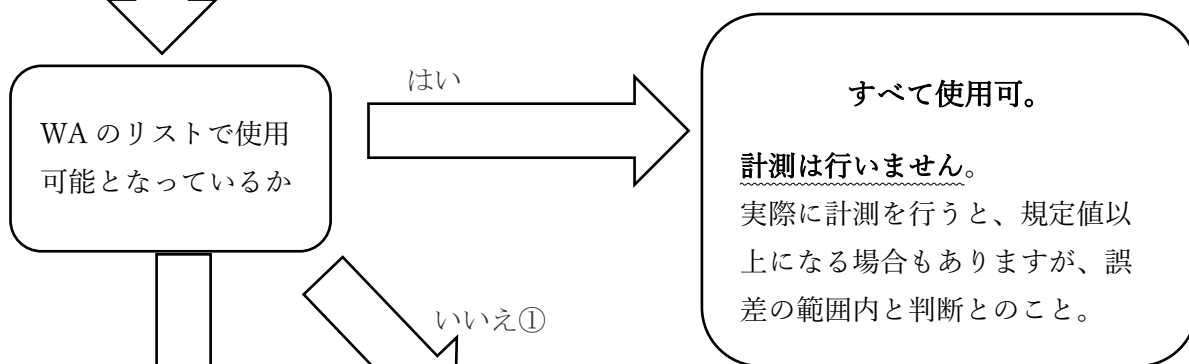 はい
すべて使用可。
WA のリストで使用
可能となっているか
計測は行いません。
実際に計測を行うと、規定値以
上になる場合もありますが、誤
差の範囲内と判断とのこと。
いいえ①